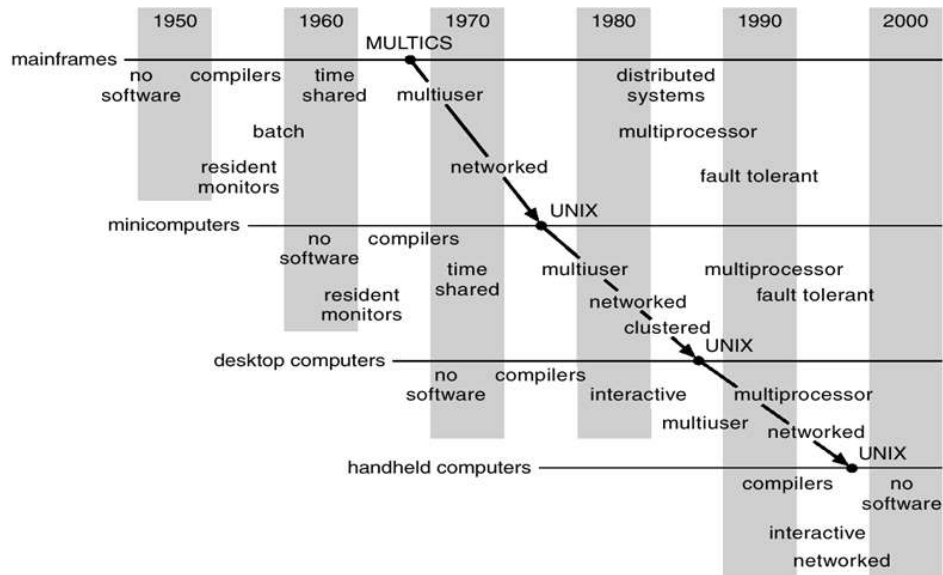 1950 1960 1970 1980 1990 2000
MULTICS
mainframes
no compilers time distributed
software shared multiuser systems
batch multiprocessor
resident networked fault tolerant
monitors
UNIX
minicomputers
no compilers
software time multiuser multiprocessor
resident shared networked fault tolerant
monitors clustered
UNIX
desktop computers
no compilers
software interactive multiprocessor
multiuser networked
UNIX
handheld computers
compilers no
software
interactive
networked